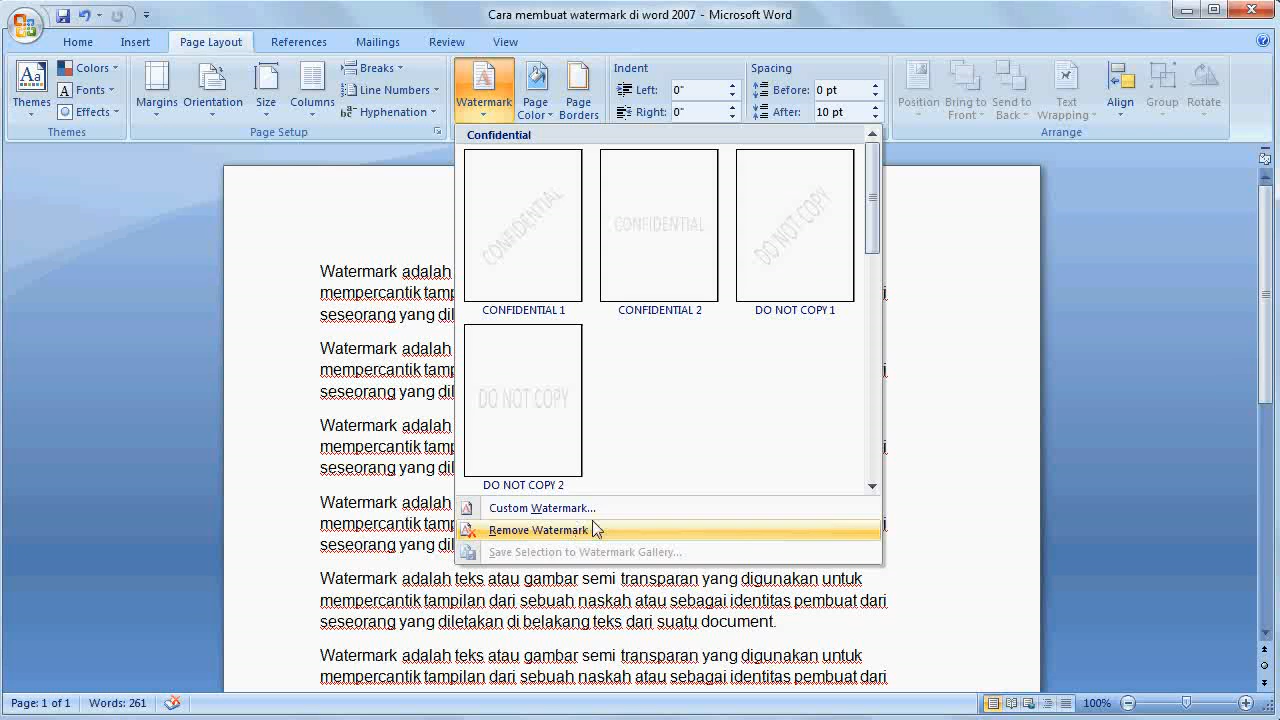 Cara membuat watermark di word 2007 - Microsoft Word
Home Insert Page Layout References Mailings Review View
Aa
Themes
Colors
Fonts
Effects
Themes
Margins Orientation Size Columns
Breaks
Line Numbers
Hyphenation
Page Setup
Watermark Page Color Page Borders
Indent
Left: 0"
Right: 0"
Spacing
Before: 0 pt
After: 10 pt
Position Bring to Front Send to Back Text Wrapping Align Group Rotate
Arrange
Confidential
CONFIDENTIAL
CONFIDENTIAL
DO NOT COPY
CONFIDENTIAL 1
CONFIDENTIAL 2
DO NOT COPY 1
DO NOT COPY
DO NOT COPY 2
Custom Watermark...
Remove Watermark
Save Selection to Watermark Gallery...
Watermark adalah
mempercantik tamp
seseorang yang dil
Watermark adalah
mempercantik tamp
seseorang yang dil
Watermark adalah
mempercantik tamp
seseorang yang dil
Watermark adalah
mempercantik tamp
seseorang yang dil
Watermark adalah teks atau gambar semi transparan yang digunakan untuk
mempercantik tampilan dari sebuah naskah atau sebagai identitas pembuat dari
seseorang yang diletakan di belakang teks dari suatu document.
Watermark adalah teks atau gambar semi transparan yang digunakan untuk
mempercantik tampilan dari sebuah naskah atau sebagai identitas pembuat dari
Page: 1 of 1 Words: 261 100%